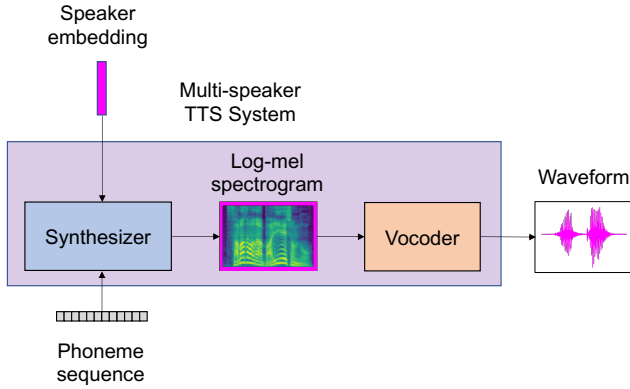 Speaker
embedding
Multi-speaker
TTS System
Log-mel
spectrogram
Waveform
Synthesizer
Vocoder
Phoneme
sequence